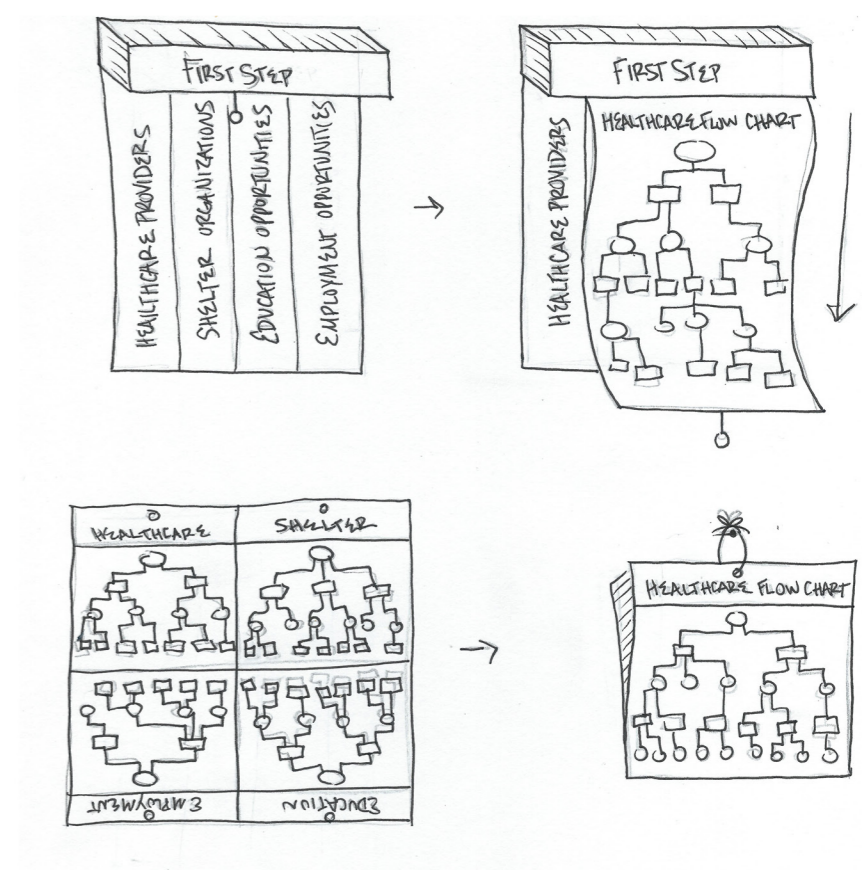 FIRST STEP
HEALTHCARE PROVIDERS
SHELTER ORGANIZATIONS
EDUCATION OPPORTUNITIES
EMPLOYMENT OPPORTUNITIES
FIRST STEP
HEALTHCARE PROVIDERS
HEALTHCARE FLOW CHART
HEALTHCARE
SHELTER
EMPLOYMENT
EDUCATION
HEALTHCARE FLOW CHART